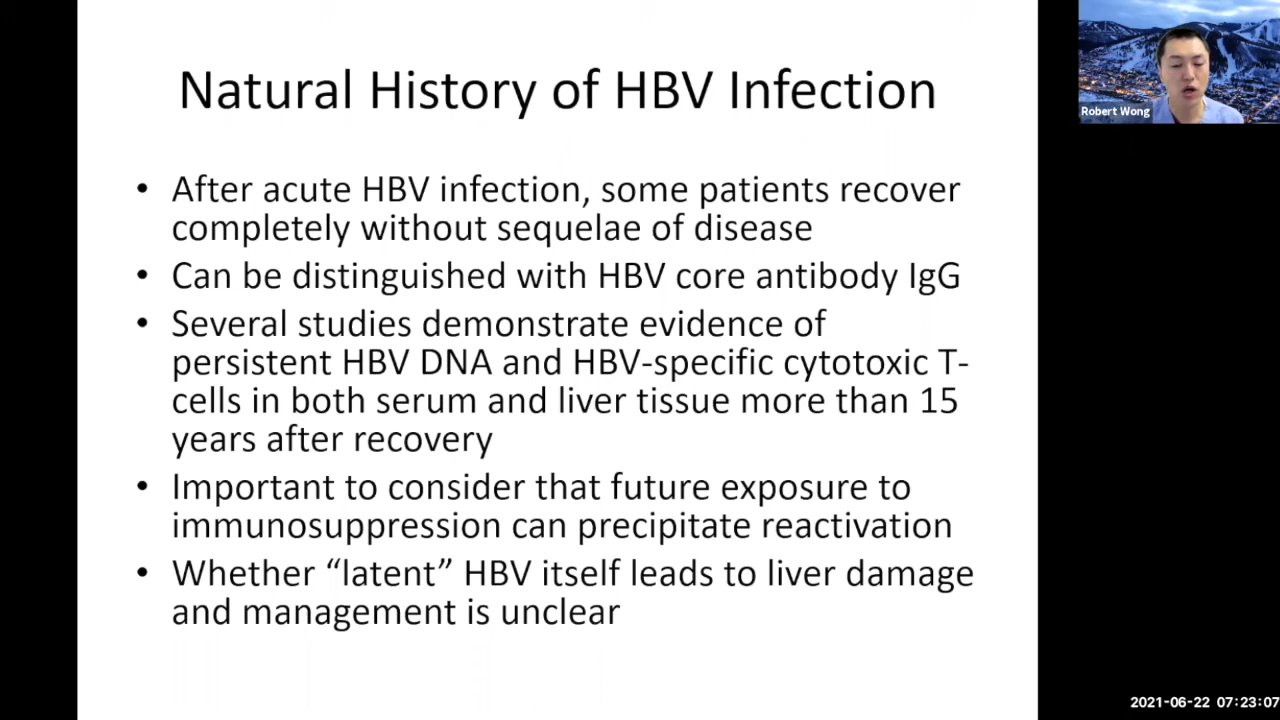 Natural History of HBV Infection
• After acute HBV infection, some patients recover
completely without sequelae of disease
• Can be distinguished with HBV core antibody IgG
• Several studies demonstrate evidence of
persistent HBV DNA and HBV-specific cytotoxic T-
cells in both serum and liver tissue more than 15
years after recovery
• Important to consider that future exposure to
immunosuppression can precipitate reactivation
• Whether “latent” HBV itself leads to liver damage
and management is unclear
Robert Wong
2021-06-22 07:23:07